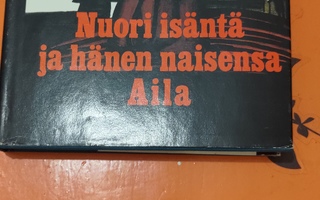 Nuori isäntä
ja hänen naisensa
Aila